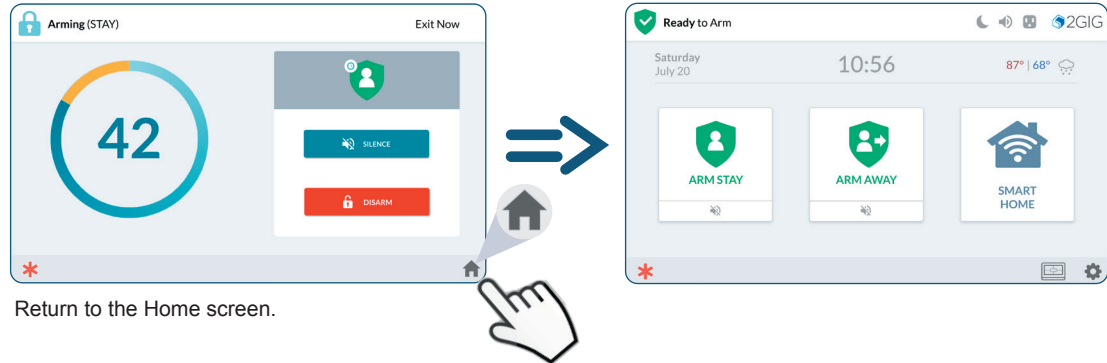 Arming (STAY)
Exit Now
42
SILENCE
DISARM
Return to the Home screen.
Ready to Arm
2GIG
Saturday
July 20
10:56
87° | 68°
ARM STAY
ARM AWAY
SMART
HOME